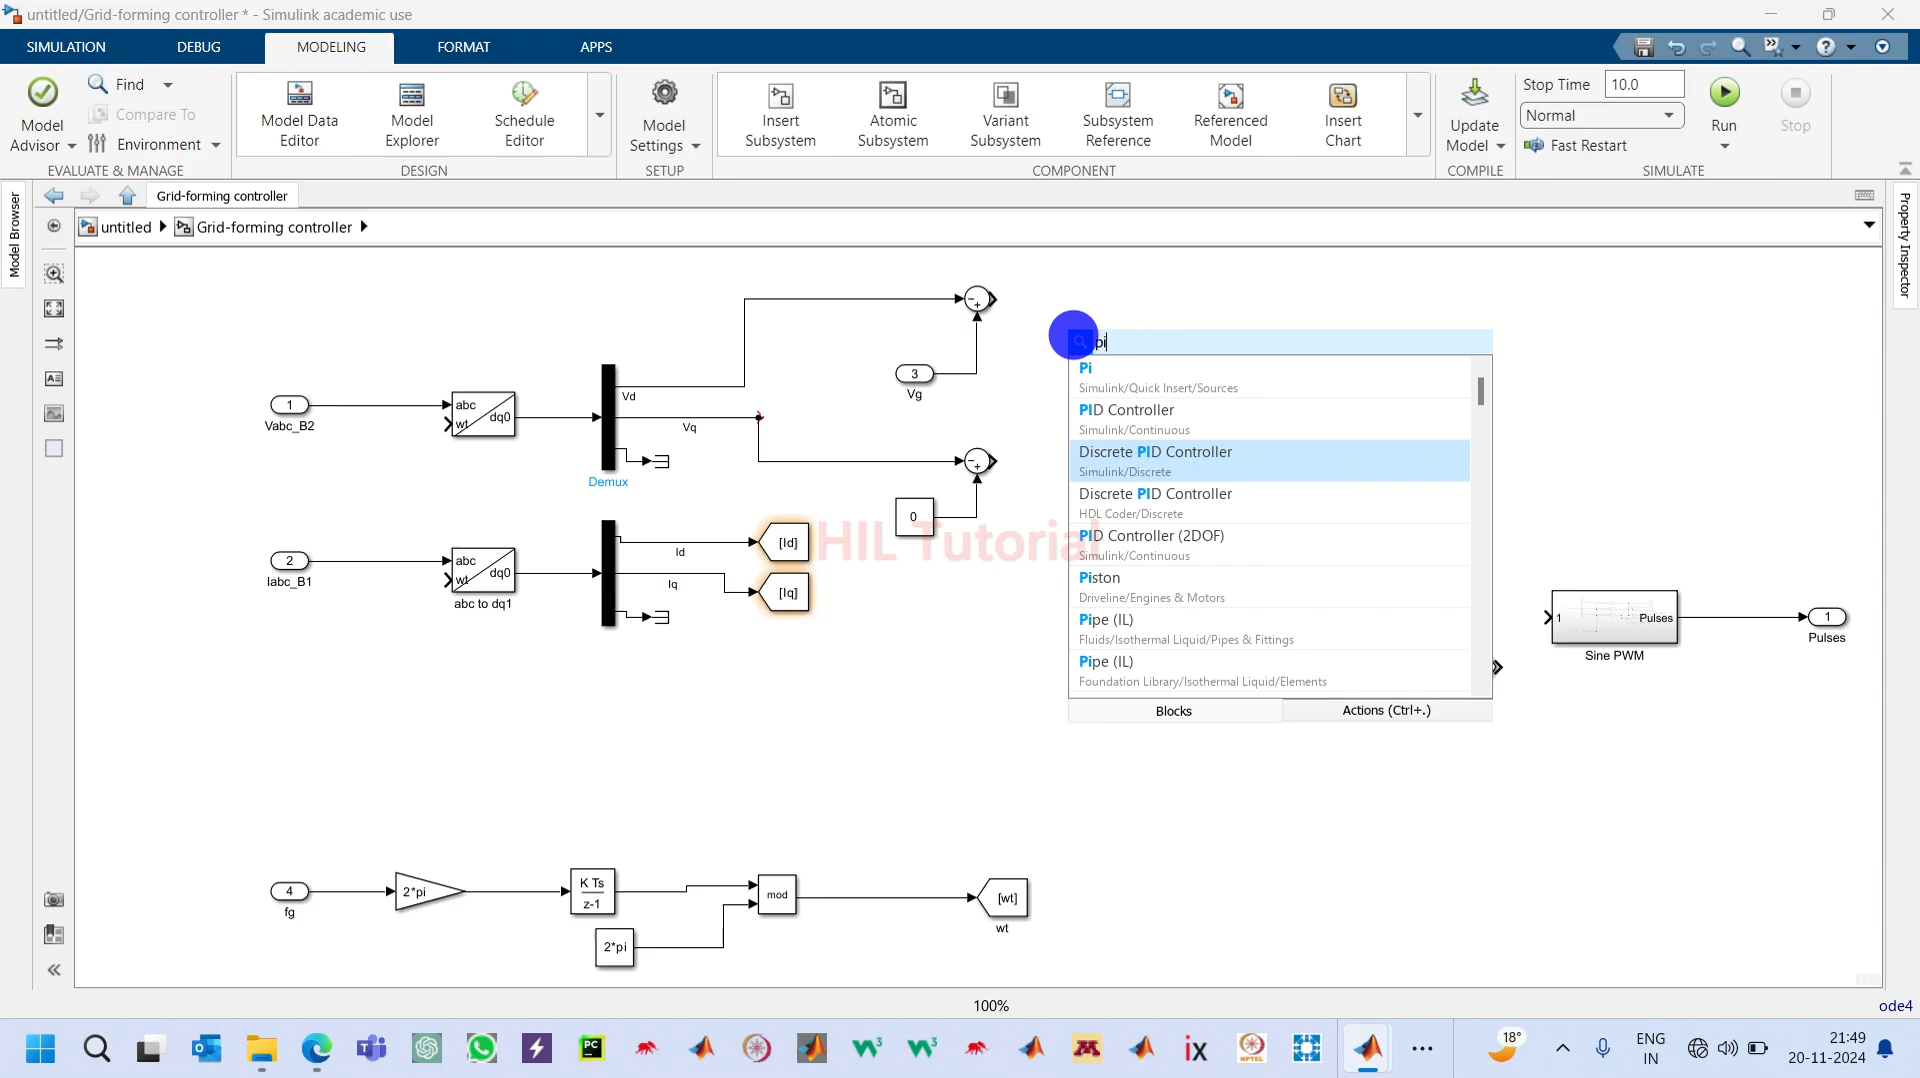 untitled/Grid-forming controller * - Simulink academic use
SIMULATION
DEBUG
MODELING
FORMAT
APPS
Model
Advisor
Find
Compare To
Environment
EVALUATE & MANAGE
Model Data
Editor
Model
Explorer
Schedule
Editor
DESIGN
Model
Settings
SETUP
Insert
Subsystem
Atomic
Subsystem
Variant
Subsystem
Subsystem
Reference
Referenced
Model
Insert
Chart
COMPONENT
Update
Model
COMPILE
Stop Time 10.0
Normal
Fast Restart
Run
Stop
SIMULATE
Model Browser
Grid-forming controller
untitled
Grid-forming controller
Property Inspector
1
Vabc_B2
abc
wt
dq0
Vd
Vq
Demux
3
Vg
0
2
Iabc_B1
abc
wt
dq0
abc to dq1
Id
Iq
[Id]
[Iq]
HIL Tutorial
pi
Pi
Simulink/Quick Insert/Sources
PID Controller
Simulink/Continuous
Discrete PID Controller
Simulink/Discrete
Discrete PID Controller
HDL Coder/Discrete
PID Controller (2DOF)
Simulink/Continuous
Piston
Driveline/Engines & Motors
Pipe (IL)
Fluids/Isothermal Liquid/Pipes & Fittings
Pipe (IL)
Foundation Library/Isothermal Liquid/Elements
Blocks
Actions (Ctrl+.)
1
Pulses
Sine PWM
1
Pulses
4
fg
2*pi
K Ts
z-1
2*pi
mod
[wt]
wt
100%
ode4
18°
ENG
IN
21:49
20-11-2024